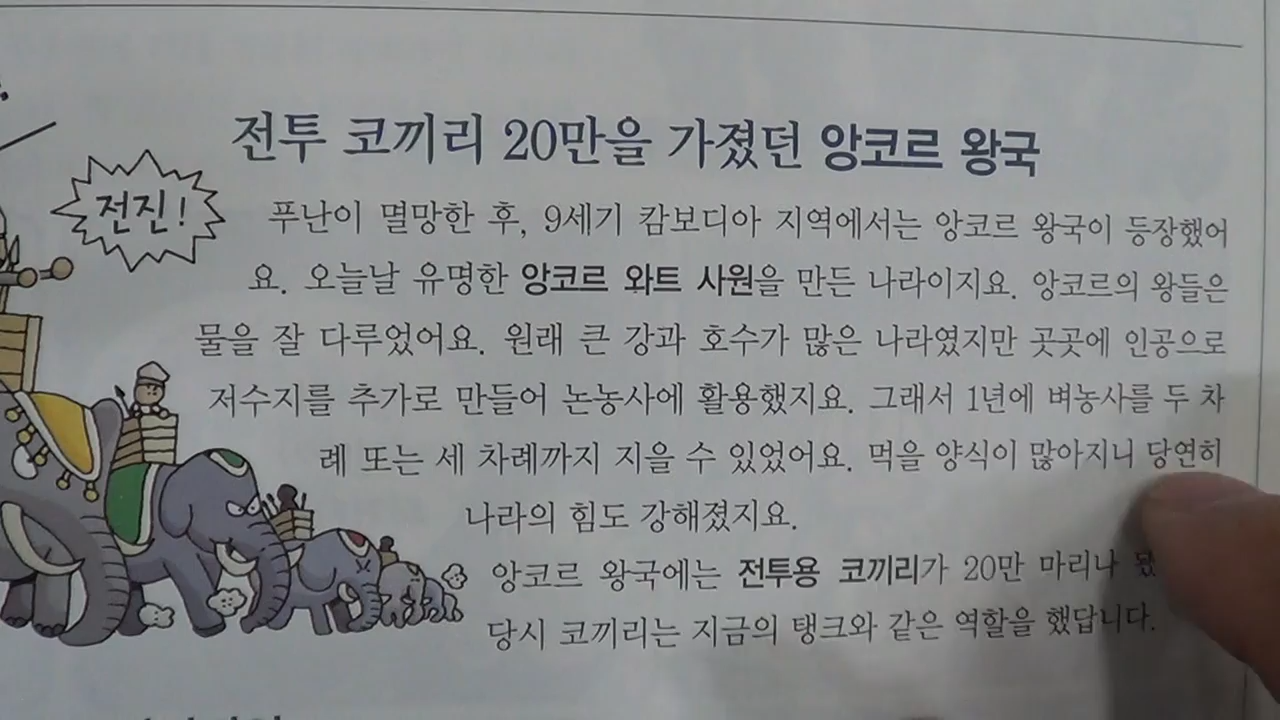 전투 코끼리 20만을 가졌던 앙코르 왕국
전진!
푸난이 멸망한 후, 9세기 캄보디아 지역에서는 앙코르 왕국이 등장했어
요. 오늘날 유명한 앙코르 와트 사원을 만든 나라이지요. 앙코르의 왕들은
물을 잘 다루었어요. 원래 큰 강과 호수가 많은 나라였지만 곳곳에 인공으로
저수지를 추가로 만들어 논농사에 활용했지요. 그래서 1년에 벼농사를 두 차
례 또는 세 차례까지 지을 수 있었어요. 먹을 양식이 많아지니 당연히
나라의 힘도 강해졌지요.
앙코르 왕국에는 전투용 코끼리가 20만 마리나
당시 코끼리는 지금의 탱크와 같은 역할을 했답니다.